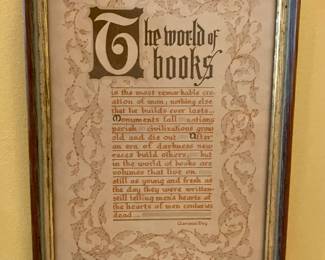 The world of
books
is the most remarkable cre-
ation of man; nothing else
that he builds ever lasts.
Monuments fall nations
perish civilizations grow
old and die out After
an era of darkness new
races build others; but
in the world of books are
volumes that live on
still as young and fresh as
the day they were written-
still telling men's hearts of
the hearts of men centuries
dead
Clarence Day